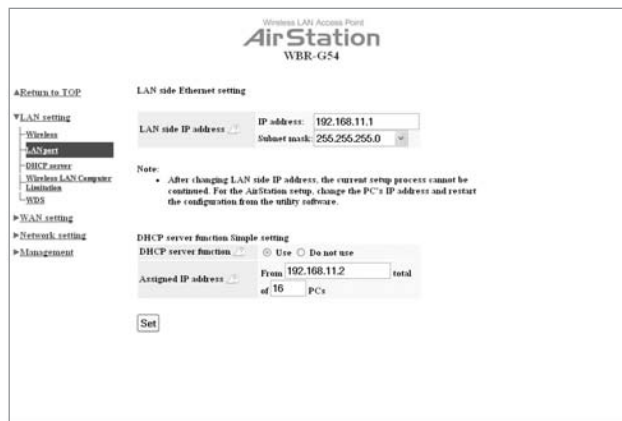 Wireless LAN Access Point
AirStation
WBR-G54
Return to TOP
LAN setting
Wireless
LAN port
DHCP server
Wireless LAN Computer
Limitation
WDS
WAN setting
Network setting
Management
LAN side Ethernet setting
LAN side IP address
IP address: 192.168.11.1
Subnet mask: 255.255.255.0
Note:
• After changing LAN side IP address, the current setup process cannot be
continued. For the AirStation setup, change the PC's IP address and restart
the configuration from the utility software.
DHCP server function Simple setting
DHCP server function Use Do not use
Assigned IP address
From 192.168.11.2 total
of 16 PCs
Set